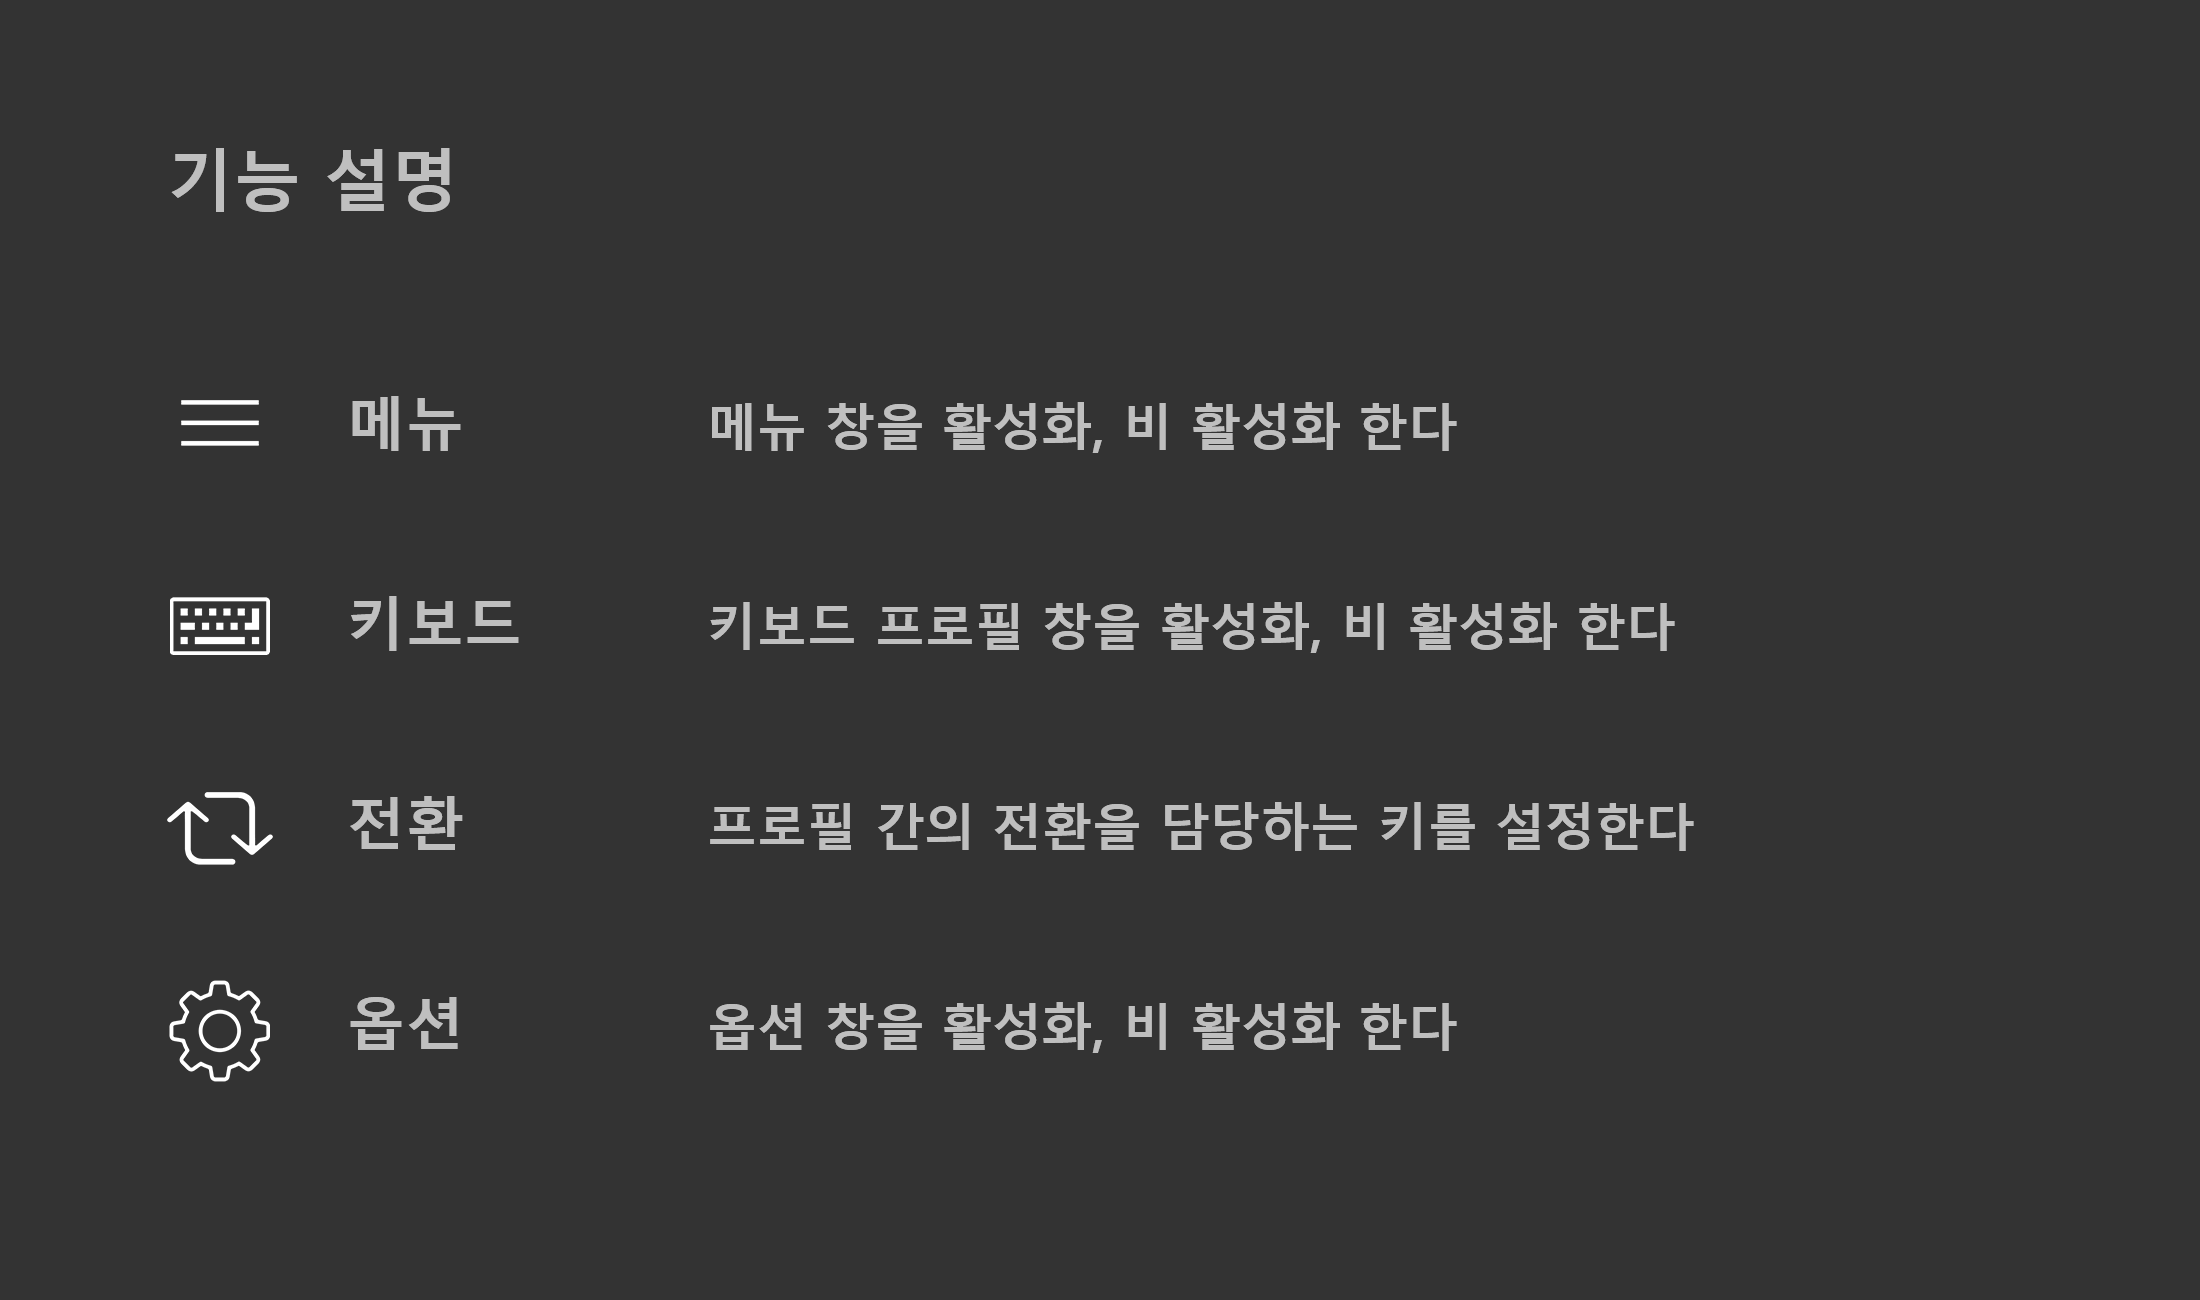 기능 설명
메뉴 메뉴 창을 활성화, 비 활성화 한다
키보드 키보드 프로필 창을 활성화, 비 활성화 한다
전환 프로필 간의 전환을 담당하는 키를 설정한다
옵션 옵션 창을 활성화, 비 활성화 한다